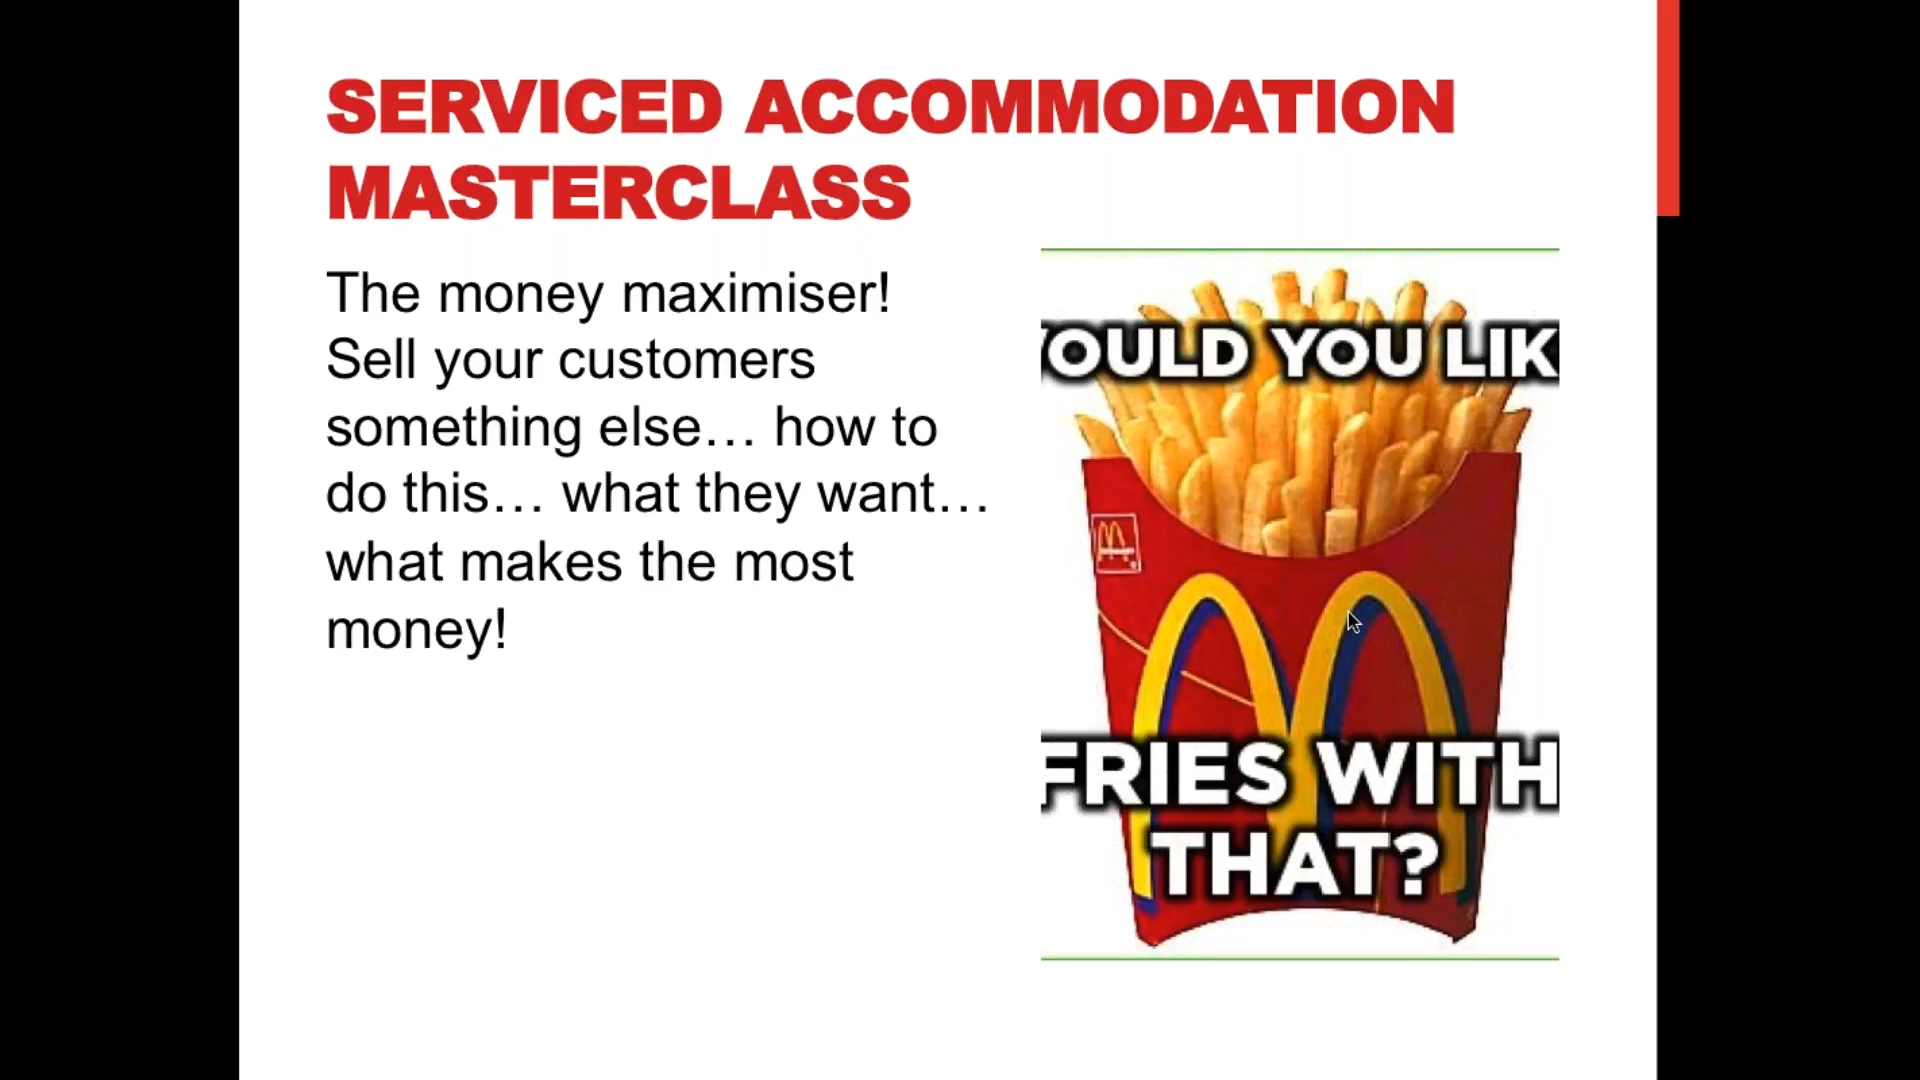 SERVICED ACCOMMODATION
MASTERCLASS
The money maximiser!
Sell your customers
something else… how to
do this… what they want…
what makes the most
money!
OULD YOU LIK
FRIES WITH
THAT?